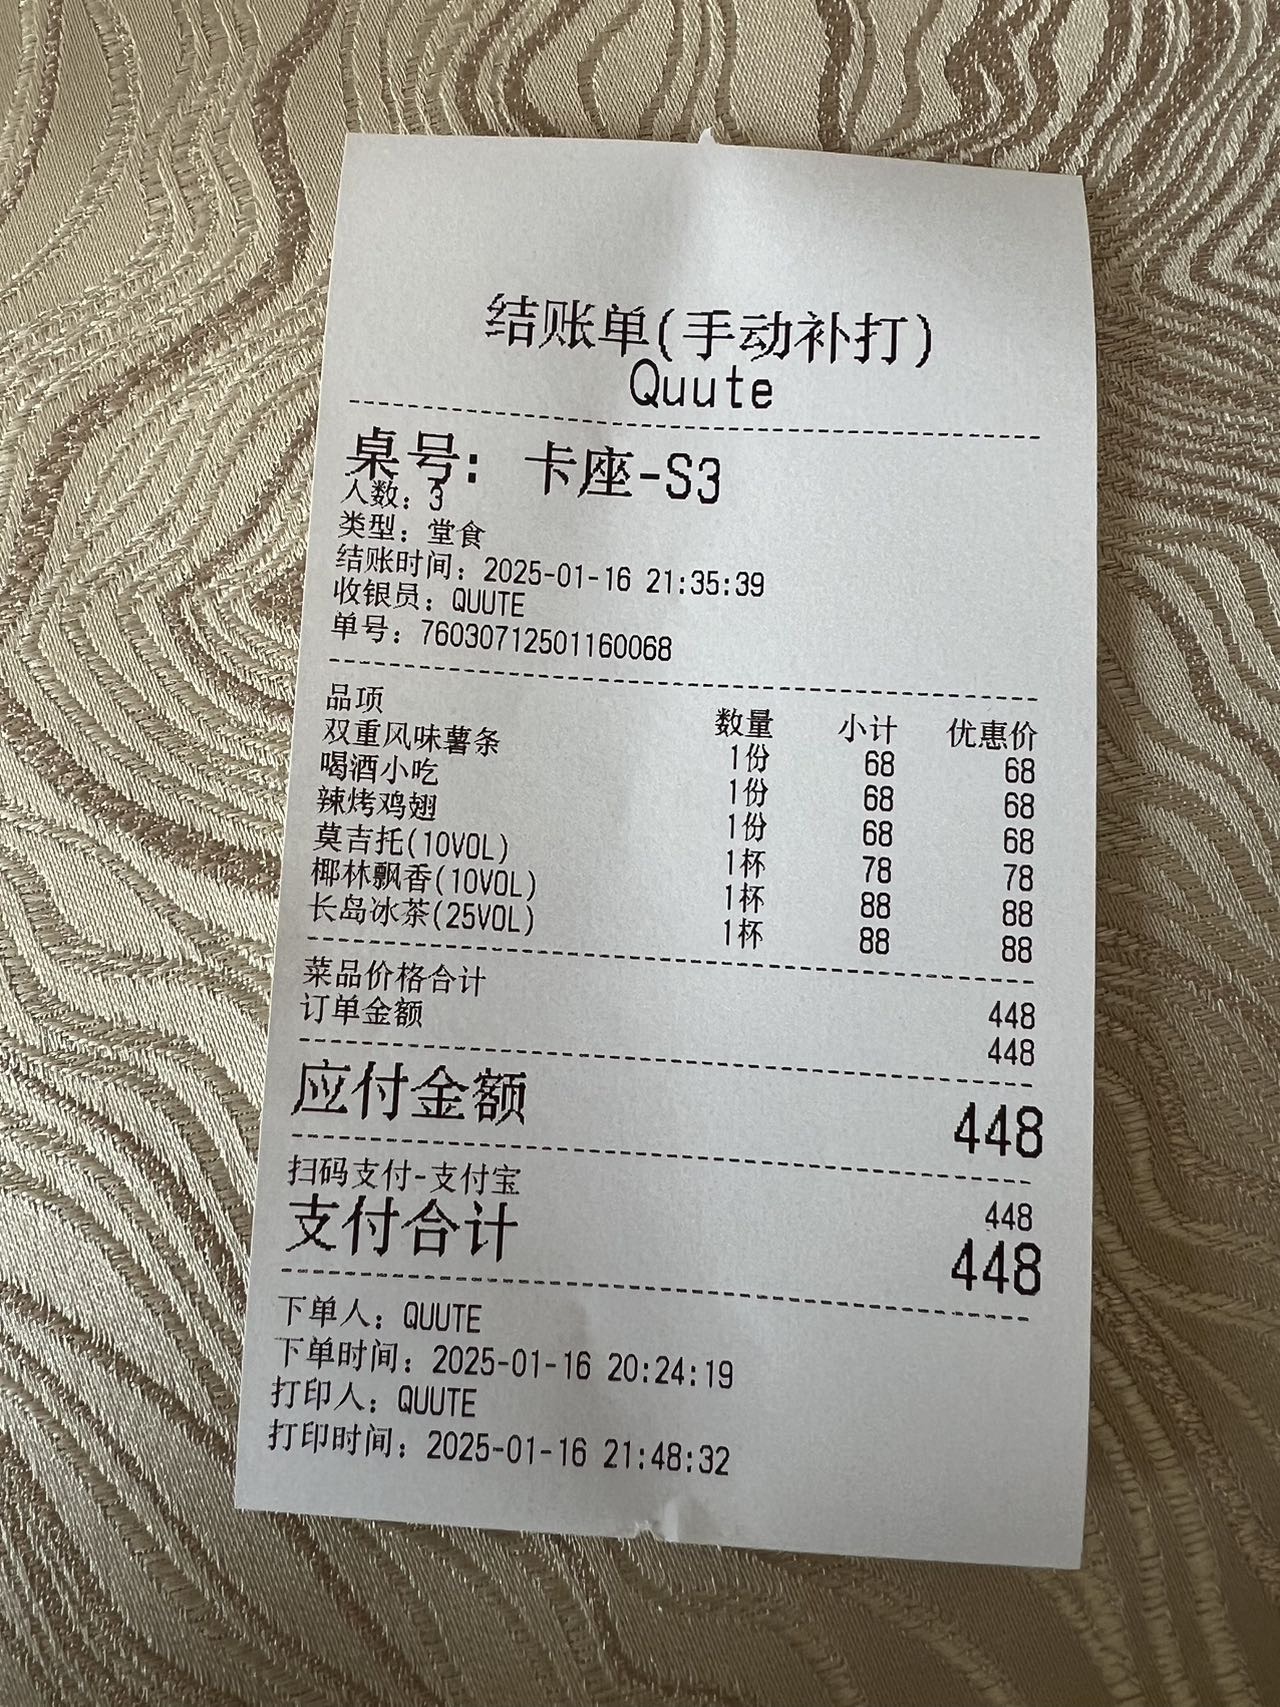 结账单(手动补打)
Quute
桌号: 卡座-S3
人数: 3
类型: 堂食
结账时间: 2025-01-16 21:35:39
收银员: QUUTE
单号: 76030712501160068
品项 数量 小计 优惠价
双重风味薯条 1份 68 68
喝酒小吃 1份 68 68
辣烤鸡翅 1份 68 68
莫吉托(10VOL) 1杯 78 78
椰林飘香(10VOL) 1杯 88 88
长岛冰茶(25VOL) 1杯 88 88
菜品价格合计 448
订单金额 448
应付金额 448
扫码支付-支付宝 448
支付合计 448
下单人: QUUTE
下单时间: 2025-01-16 20:24:19
打印人: QUUTE
打印时间: 2025-01-16 21:48:32